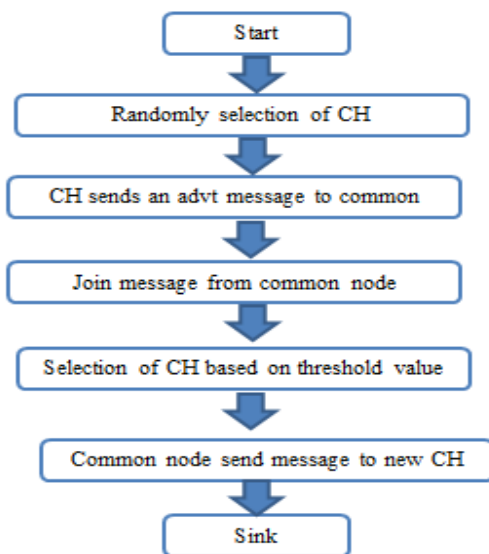 Start
Randomly selection of CH
CH sends an advt message to common
Join message from common node
Selection of CH based on threshold value
Common node send message to new CH
Sink